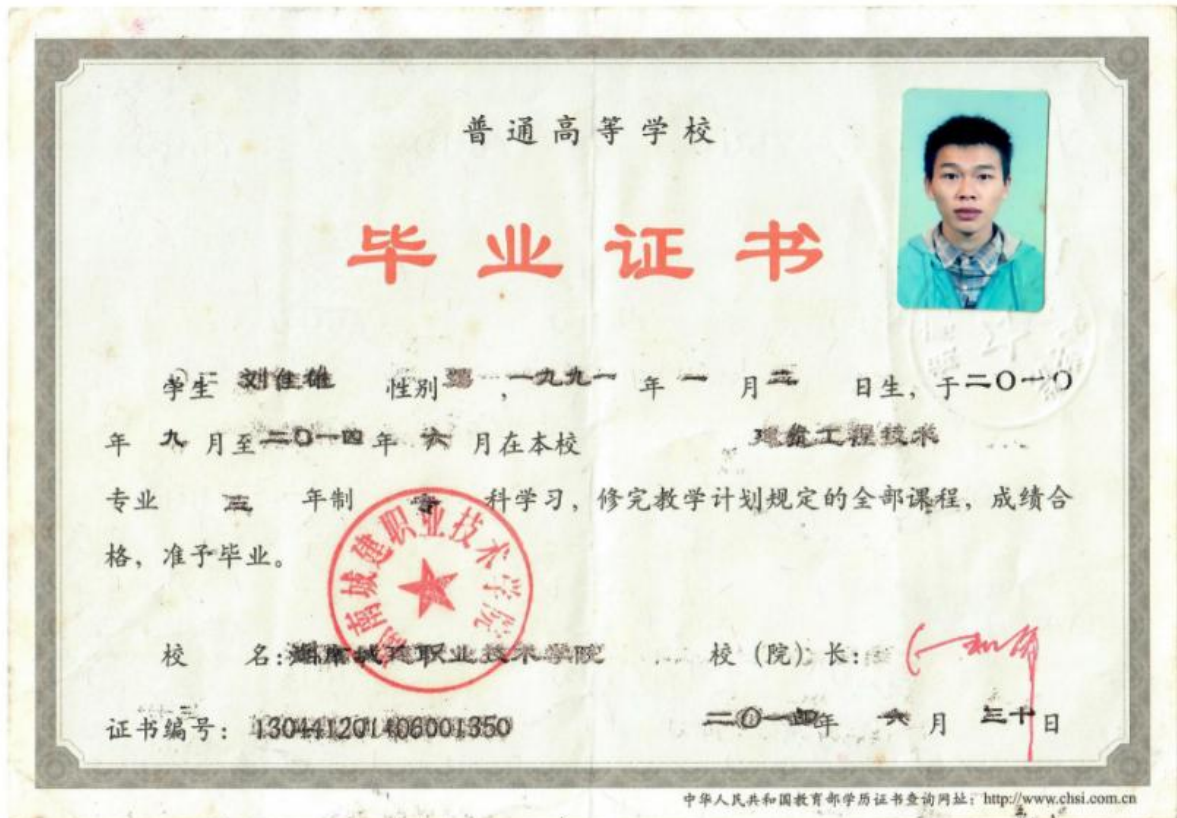 普通高等学校
毕业证书
学生 刘佳雄 性别 男, 一九九一 年 一 月 二 日生, 于二〇一〇
年 九 月至二〇一四 年 六 月在本校 建筑工程技术
专业 三 年制 专 科学习, 修完教学计划规定的全部课程, 成绩合
格, 准予毕业。
湖南城建职业技术学院
校 名: 湖南城建职业技术学院 校 (院) 长:
证书编号: 130441201406001350 二〇一四年 六 月 三十日
中华人民共和国教育部学历证书查询网址: http://www.chsi.com.cn